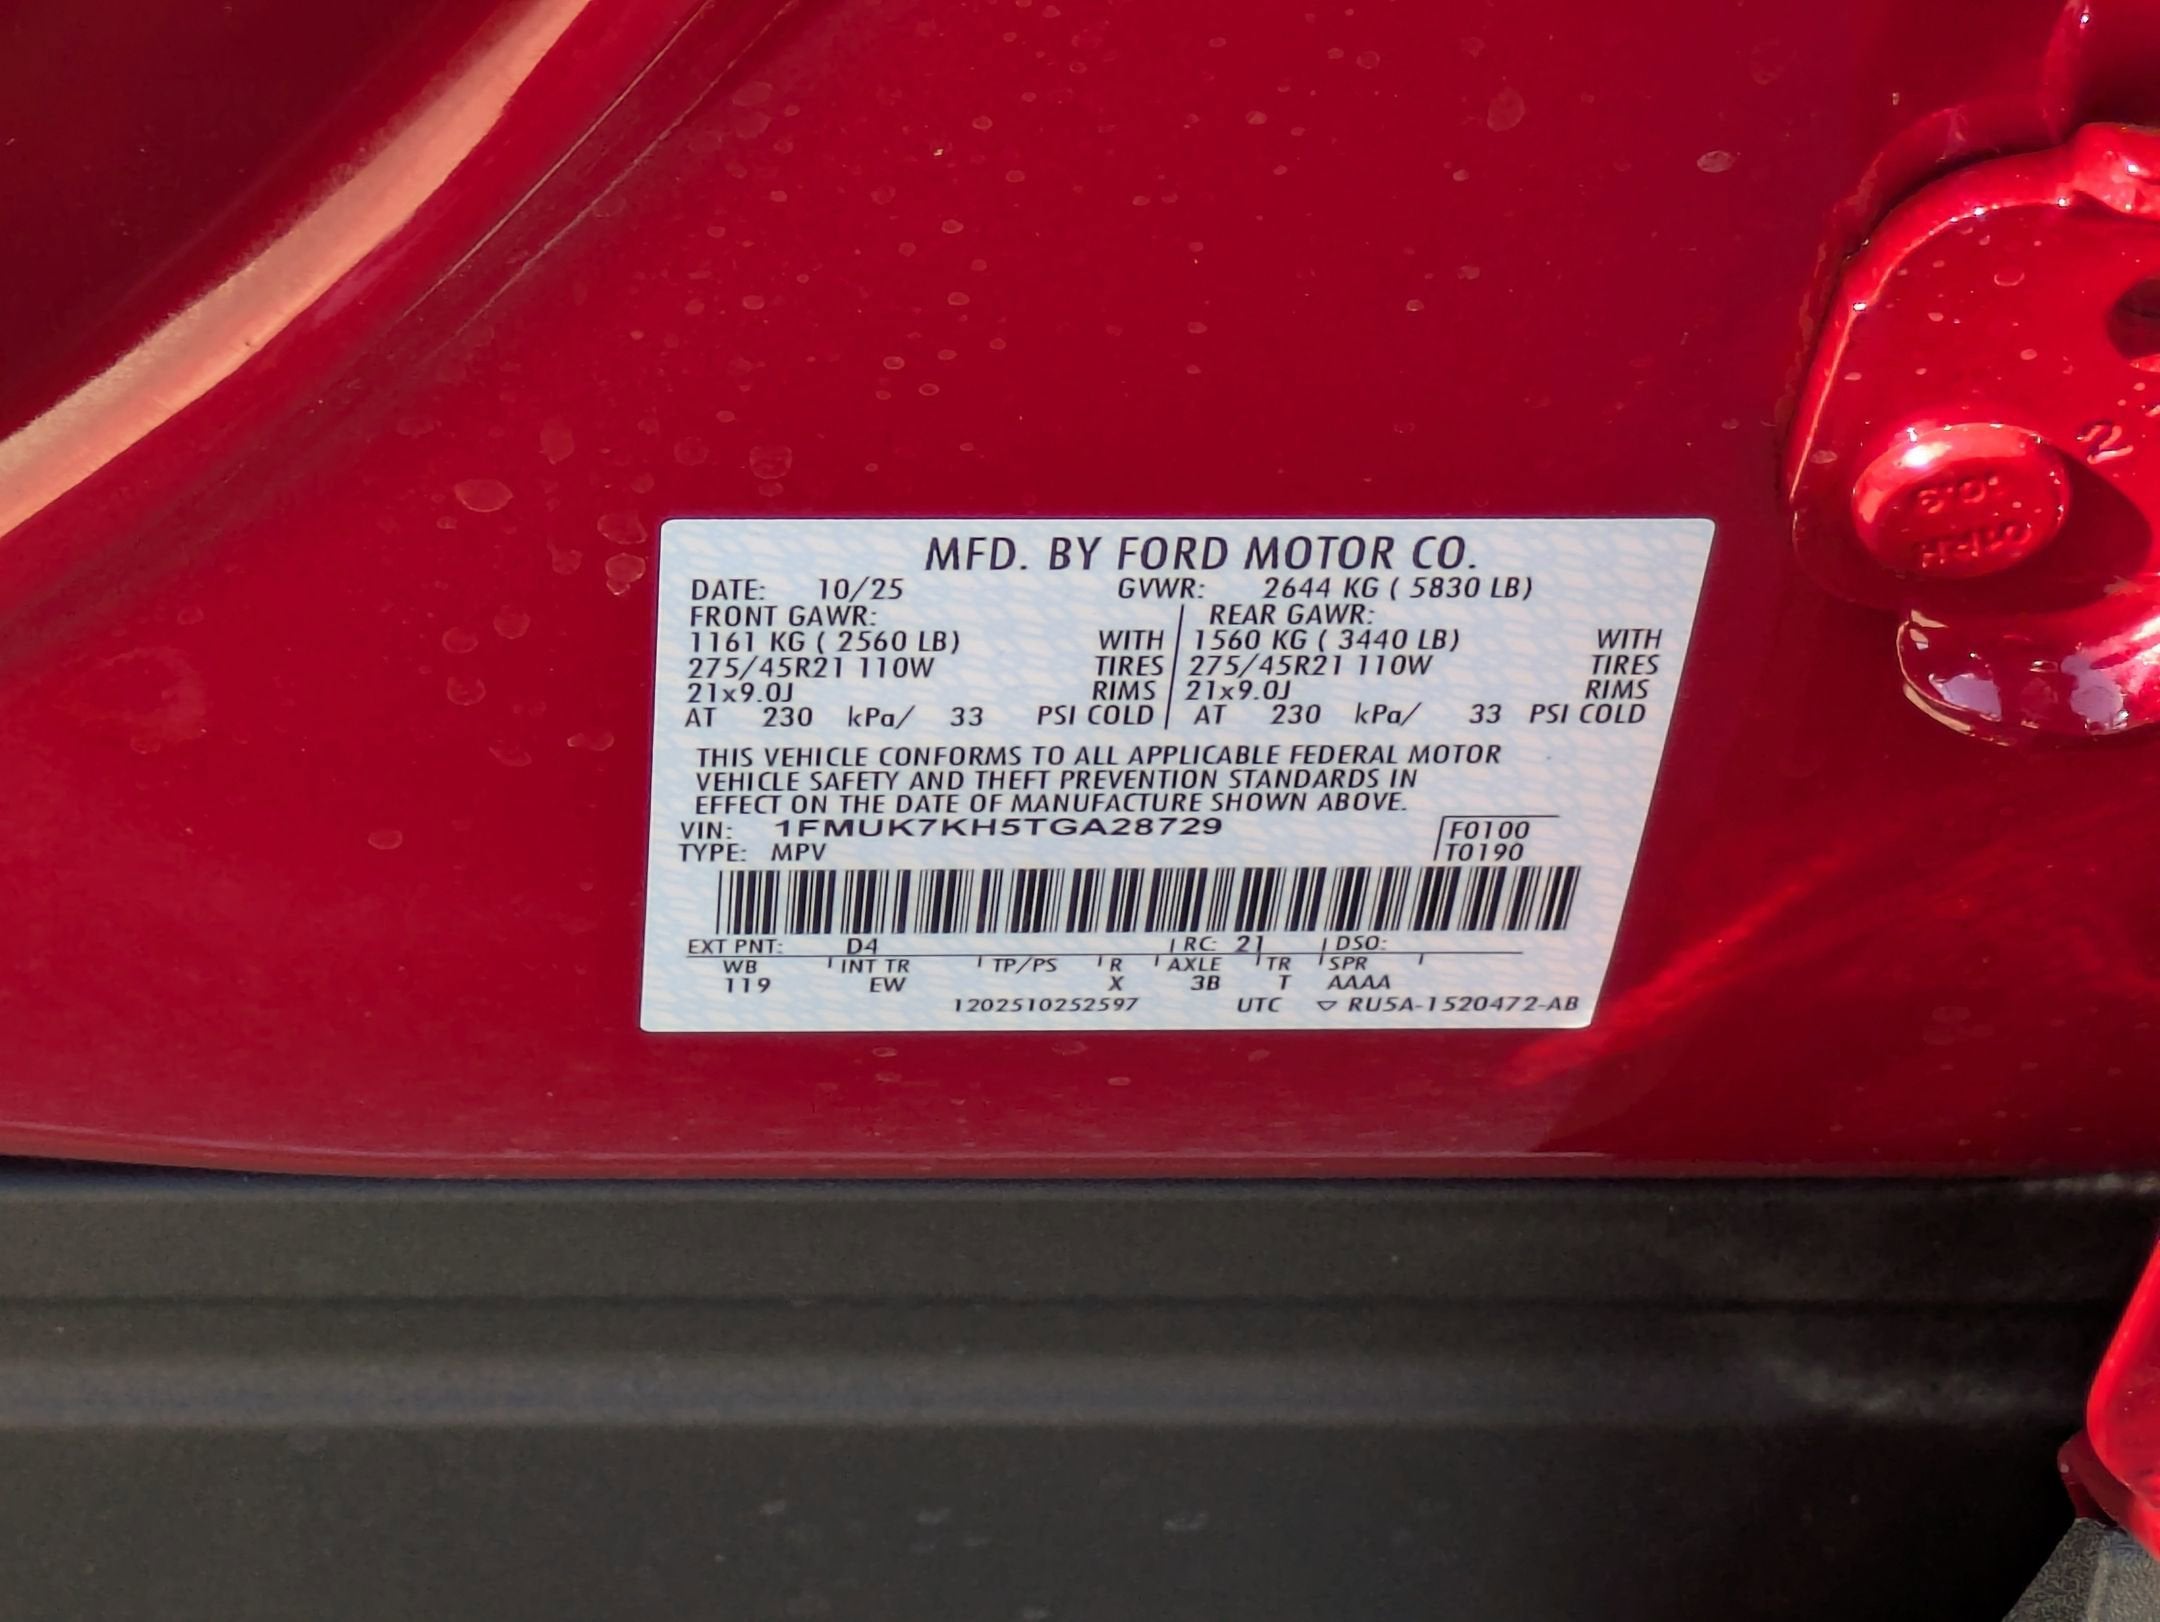 MFD. BY FORD MOTOR CO.
DATE: 10/25 GVWR: 2644 KG ( 5830 LB)
FRONT GAWR: REAR GAWR:
1161 KG ( 2560 LB) WITH 1560 KG ( 3440 LB) WITH
275/45R21 110W TIRES 275/45R21 110W TIRES
21x9.0J RIMS 21x9.0J RIMS
AT 230 kPa/ 33 PSI COLD AT 230 kPa/ 33 PSI COLD
THIS VEHICLE CONFORMS TO ALL APPLICABLE FEDERAL MOTOR
VEHICLE SAFETY AND THEFT PREVENTION STANDARDS IN
EFFECT ON THE DATE OF MANUFACTURE SHOWN ABOVE.
VIN: 1FMUK7KH5TGA28729 F0100
TYPE: MPV T0190
EXT PNT: D4 RC: 21 DSO:
WB INT TR TP/PS R AXLE TR SPR
119 EW X 3B T AAAA
1202510252597 UTC ▽ RU5A-1520472-AB
2